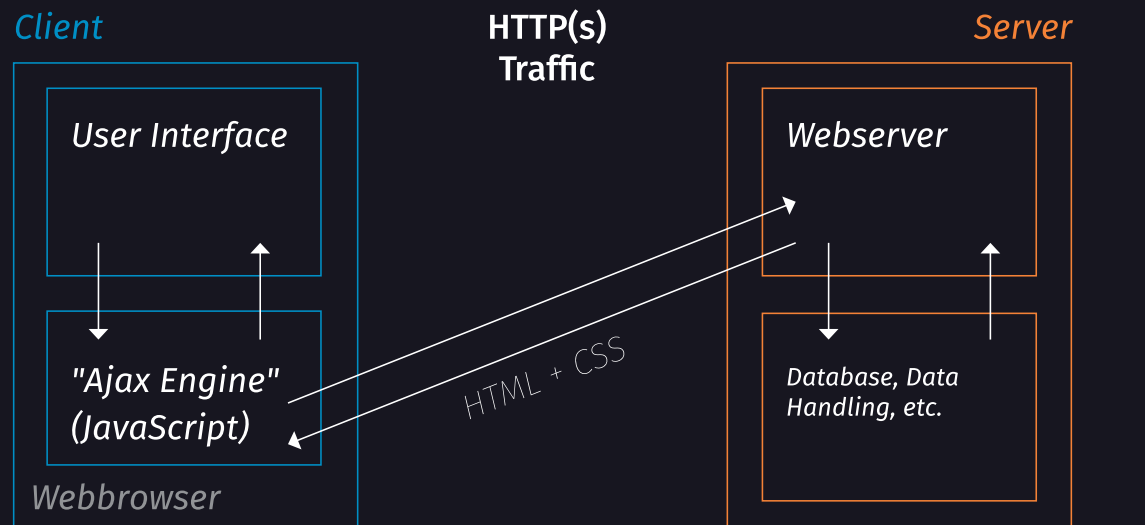 Client
HTTP(s)
Traffic
Server
User Interface
Webserver
"Ajax Engine"
(JavaScript)
HTML + CSS
Database, Data
Handling, etc.
Webbrowser